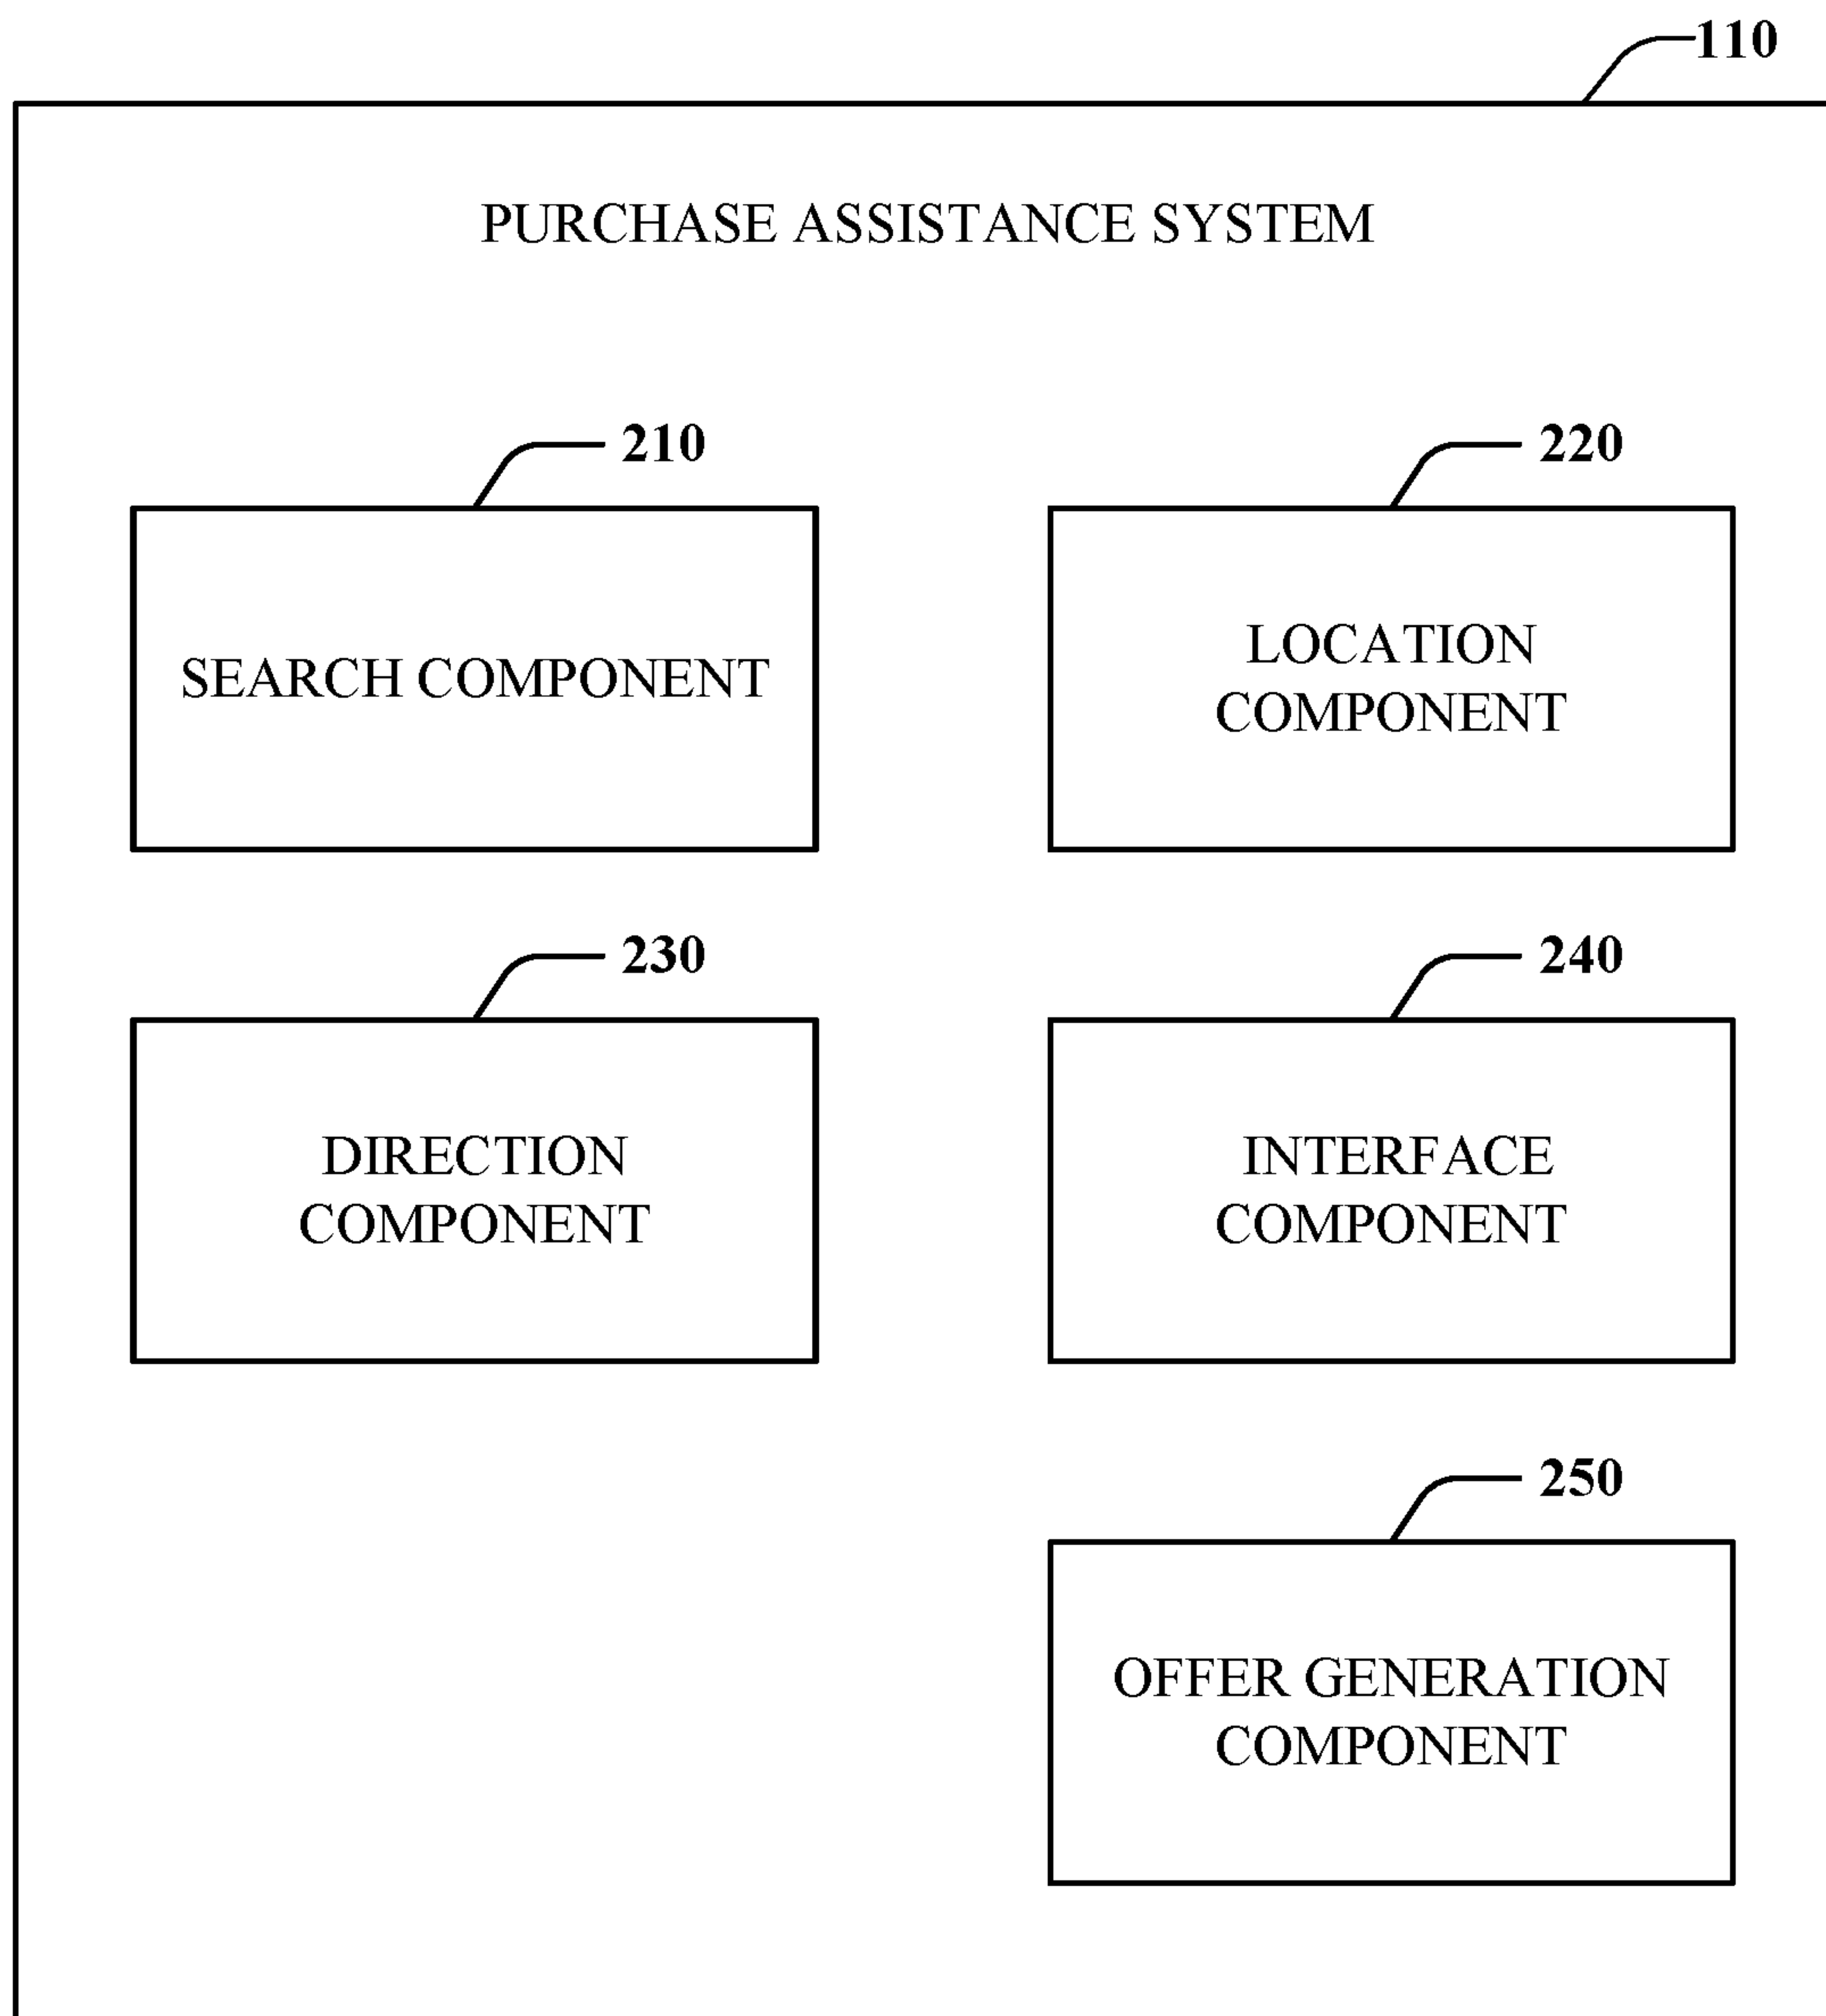 110
PURCHASE ASSISTANCE SYSTEM
210
220
SEARCH COMPONENT
LOCATION
COMPONENT
230
240
DIRECTION
COMPONENT
INTERFACE
COMPONENT
250
OFFER GENERATION
COMPONENT